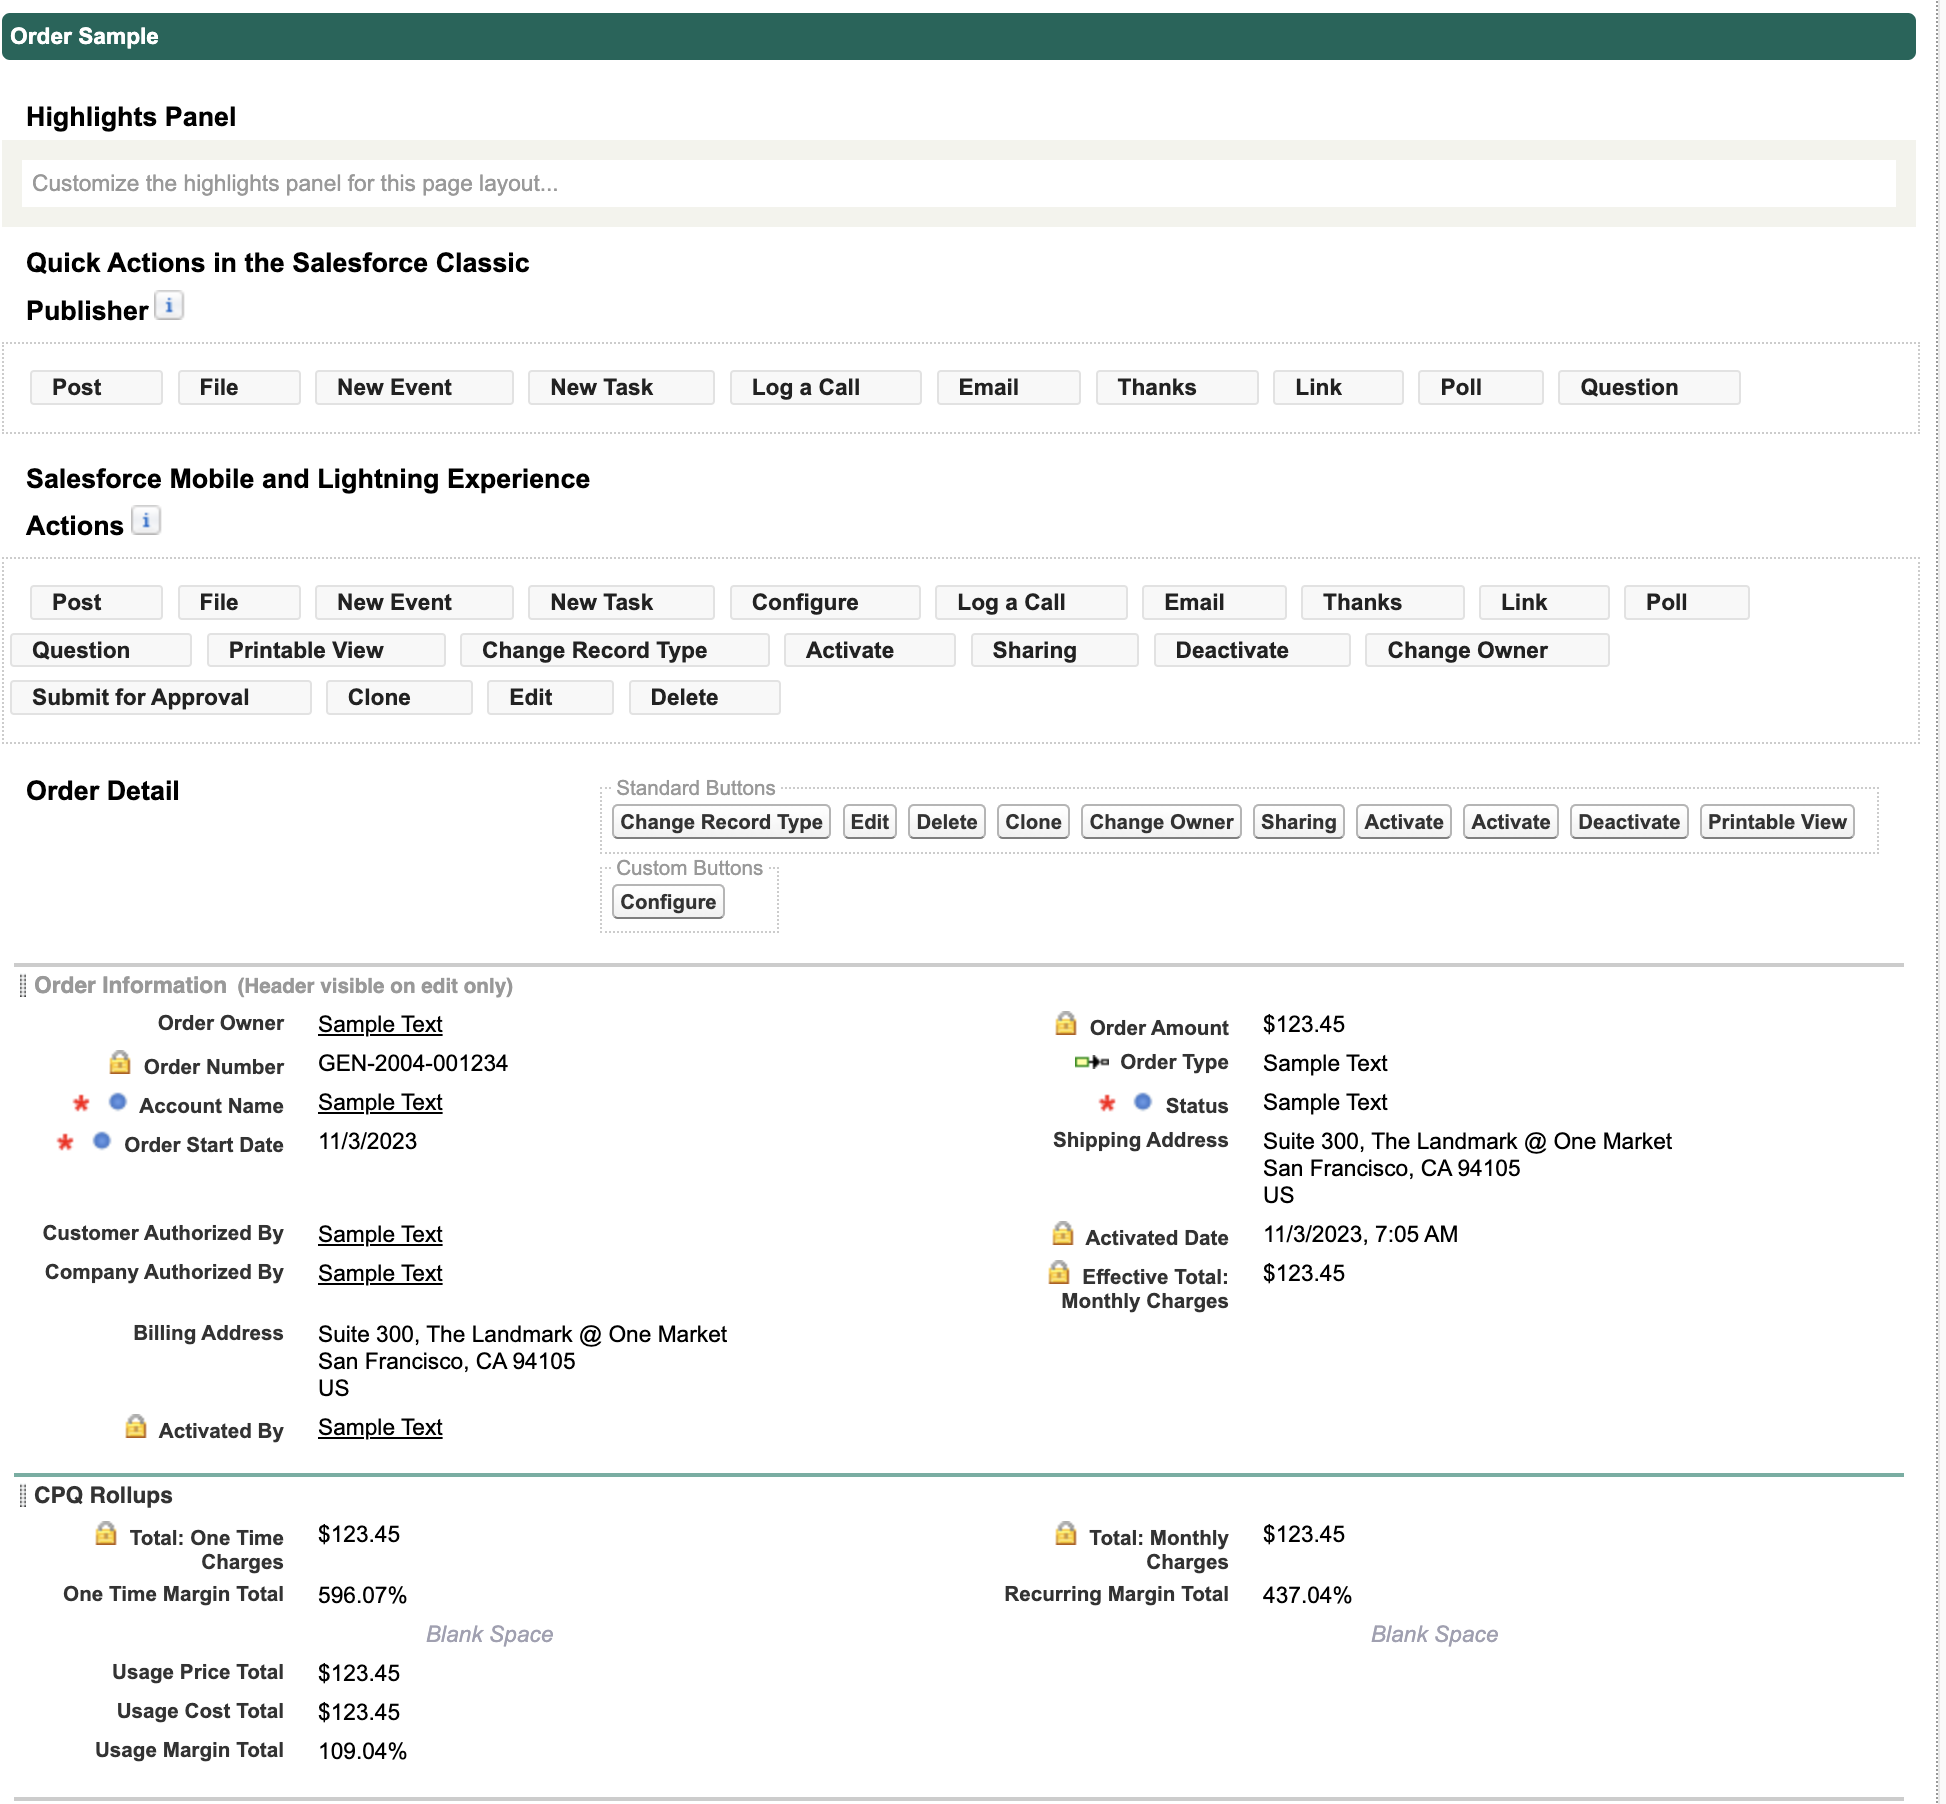 Order Sample
Highlights Panel
Customize the highlights panel for this page layout...
Quick Actions in the Salesforce Classic
Publisher i
Post File New Event New Task Log a Call Email Thanks Link Poll Question
Salesforce Mobile and Lightning Experience
Actions i
Post File New Event New Task Configure Log a Call Email Thanks Link Poll
Question Printable View Change Record Type Activate Sharing Deactivate Change Owner
Submit for Approval Clone Edit Delete
Order Detail
Standard Buttons
Change Record Type Edit Delete Clone Change Owner Sharing Activate Activate Deactivate Printable View
Custom Buttons
Configure
Order Information (Header visible on edit only)
Order Owner Sample Text
Order Number GEN-2004-001234
* Account Name Sample Text
* Order Start Date 11/3/2023
Customer Authorized By Sample Text
Company Authorized By Sample Text
Billing Address Suite 300, The Landmark @ One Market
San Francisco, CA 94105
US
Activated By Sample Text
Order Amount $123.45
Order Type Sample Text
* Status Sample Text
Shipping Address Suite 300, The Landmark @ One Market
San Francisco, CA 94105
US
Activated Date 11/3/2023, 7:05 AM
Effective Total: $123.45
Monthly Charges
CPQ Rollups
Total: One Time $123.45
Charges
One Time Margin Total 596.07%
Blank Space
Usage Price Total $123.45
Usage Cost Total $123.45
Usage Margin Total 109.04%
Total: Monthly $123.45
Charges
Recurring Margin Total 437.04%
Blank Space